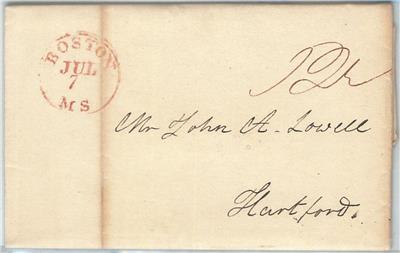 BOSTON
JUL
7
MS
12½
Mr John A. Lowell
Hartford.